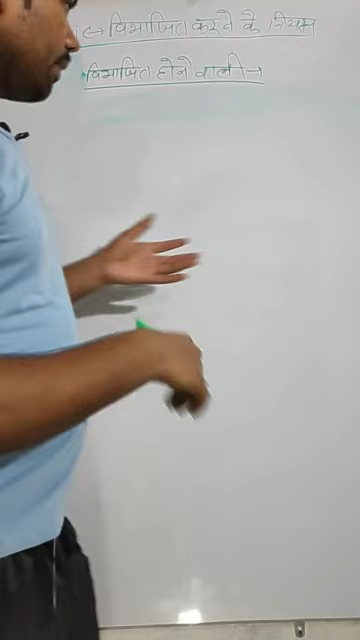 विभाजित करने के नियम
विभाजित होने वाली →